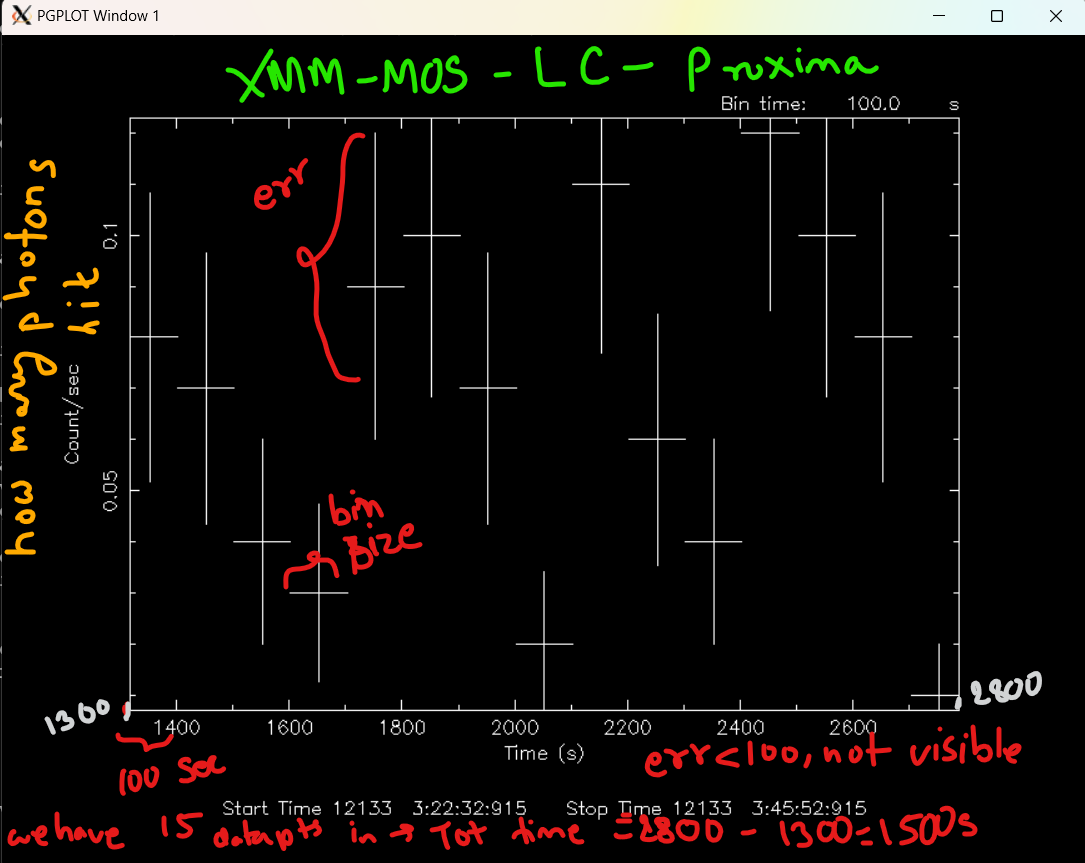 PGPLOT Window 1
XMM-MOS-LC-Proxima
Bin time: 100.0 s
how many photons
hit
Count/sec
0.1
0.05
err
bin
size
1300
2800
1400 1600 1800 2000 2200 2400 2600
Time (s)
100 sec
err<100, not visible
Start Time 12133 3:22:32:915 Stop Time 12133 3:45:52:915
we have 15 datapts in → Tot time = 2800 - 1300 = 1500s